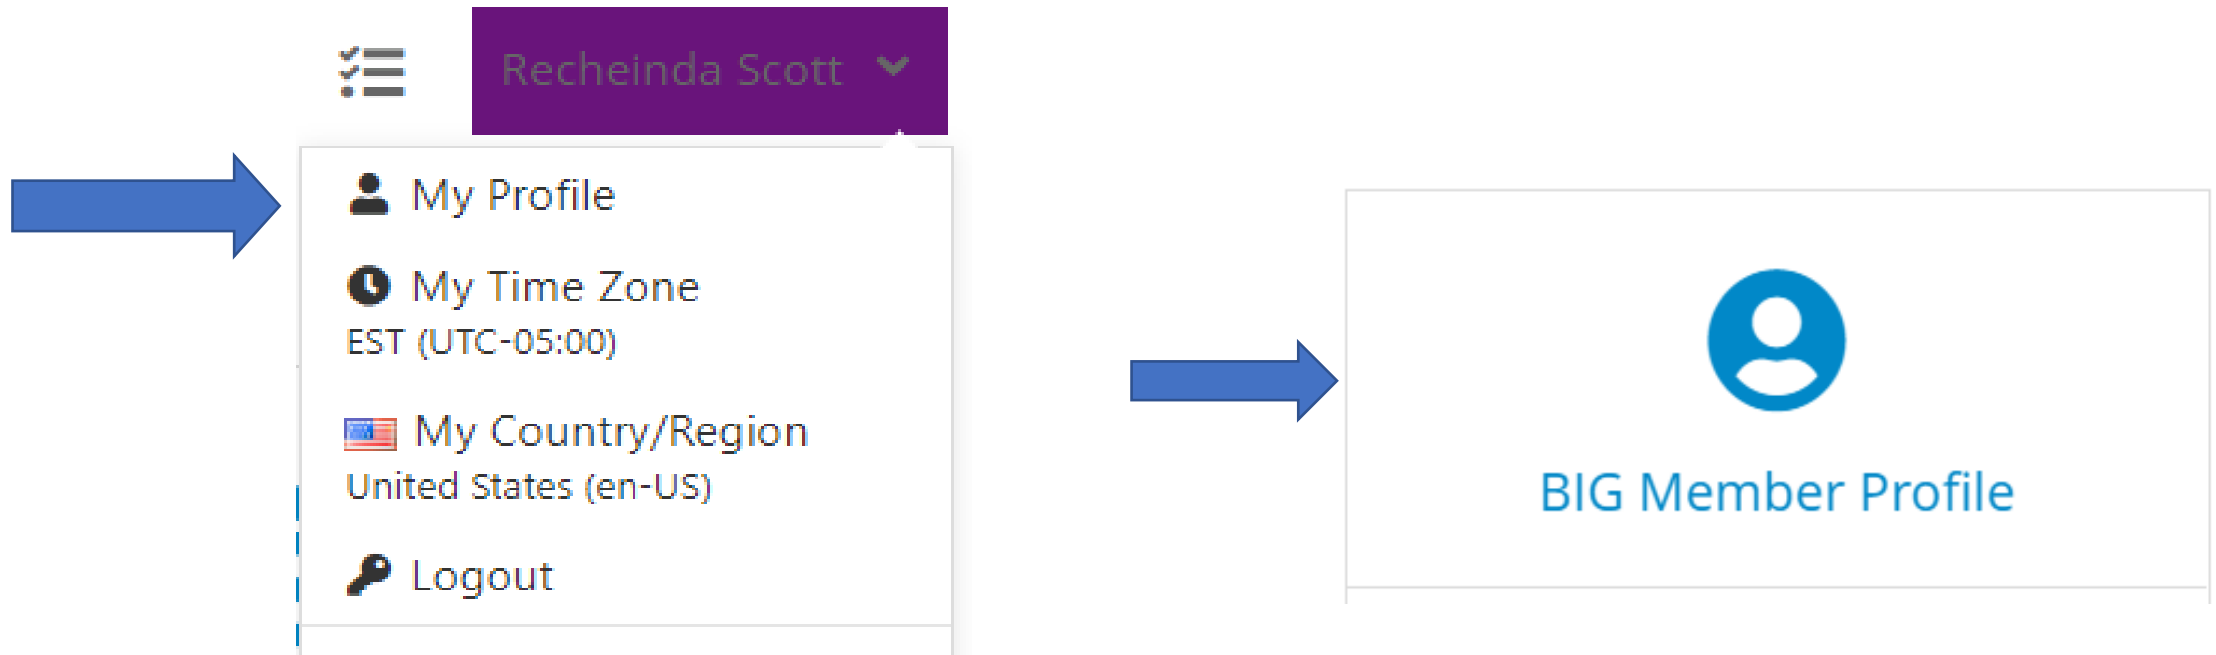 Recheinda Scott
My Profile
My Time Zone
EST (UTC-05:00)
My Country/Region
United States (en-US)
Logout
BIG Member Profile